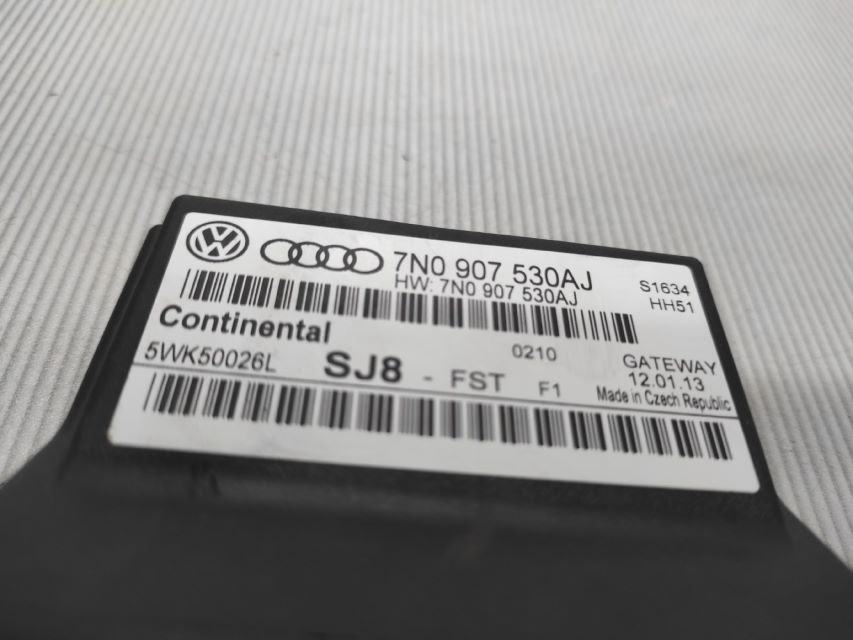 7N0 907 530AJ
HW: 7N0 907 530AJ
S1634
HH51
Continental
5WK50026L
SJ8 - FST F1
0210
GATEWAY
12.01.13
Made in Czech Republic